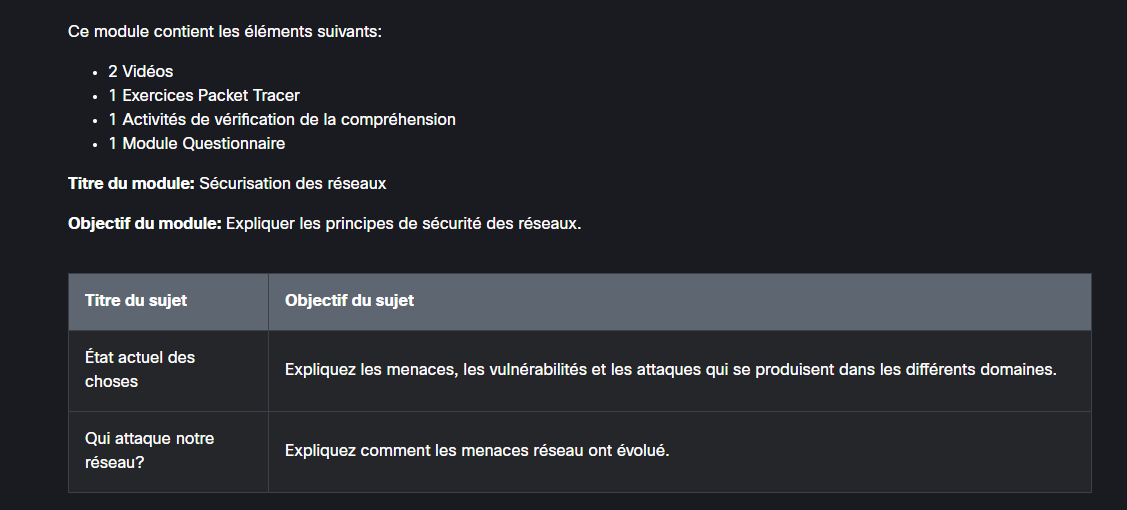 Ce module contient les éléments suivants:
2 Vidéos
1 Exercices Packet Tracer
1 Activités de vérification de la compréhension
1 Module Questionnaire
Titre du module: Sécurisation des réseaux
Objectif du module: Expliquer les principes de sécurité des réseaux.
Titre du sujet
Objectif du sujet
État actuel des
choses
Expliquez les menaces, les vulnérabilités et les attaques qui se produisent dans les différents domaines.
Qui attaque notre
réseau?
Expliquez comment les menaces réseau ont évolué.